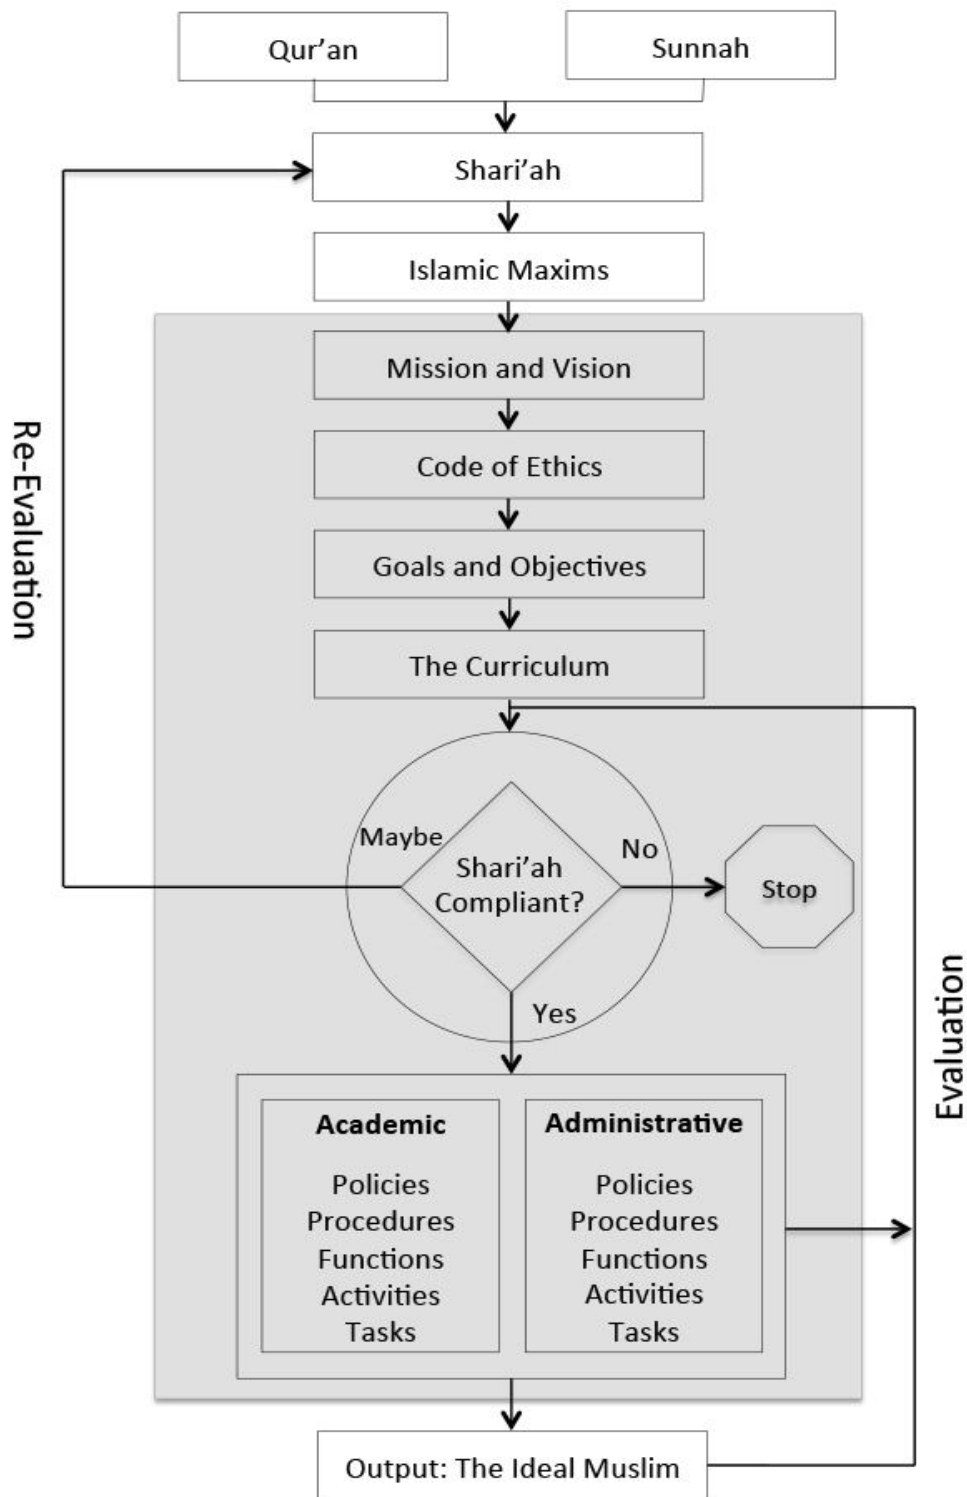 Qur’an
Sunnah
Shari’ah
Islamic Maxims
Mission and Vision
Code of Ethics
Goals and Objectives
The Curriculum
Re-Evaluation
Maybe
No
Shari’ah
Compliant?
Stop
Yes
Evaluation
Academic
Policies
Procedures
Functions
Activities
Tasks
Administrative
Policies
Procedures
Functions
Activities
Tasks
Output: The Ideal Muslim